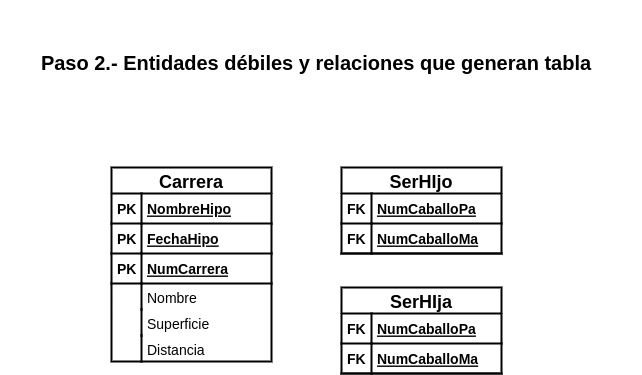 Paso 2.- Entidades débiles y relaciones que generan tabla
Carrera
PK NombreHipo
PK FechaHipo
PK NumCarrera
Nombre
Superficie
Distancia
SerHIjo
FK NumCaballoPa
FK NumCaballoMa
SerHIja
FK NumCaballoPa
FK NumCaballoMa